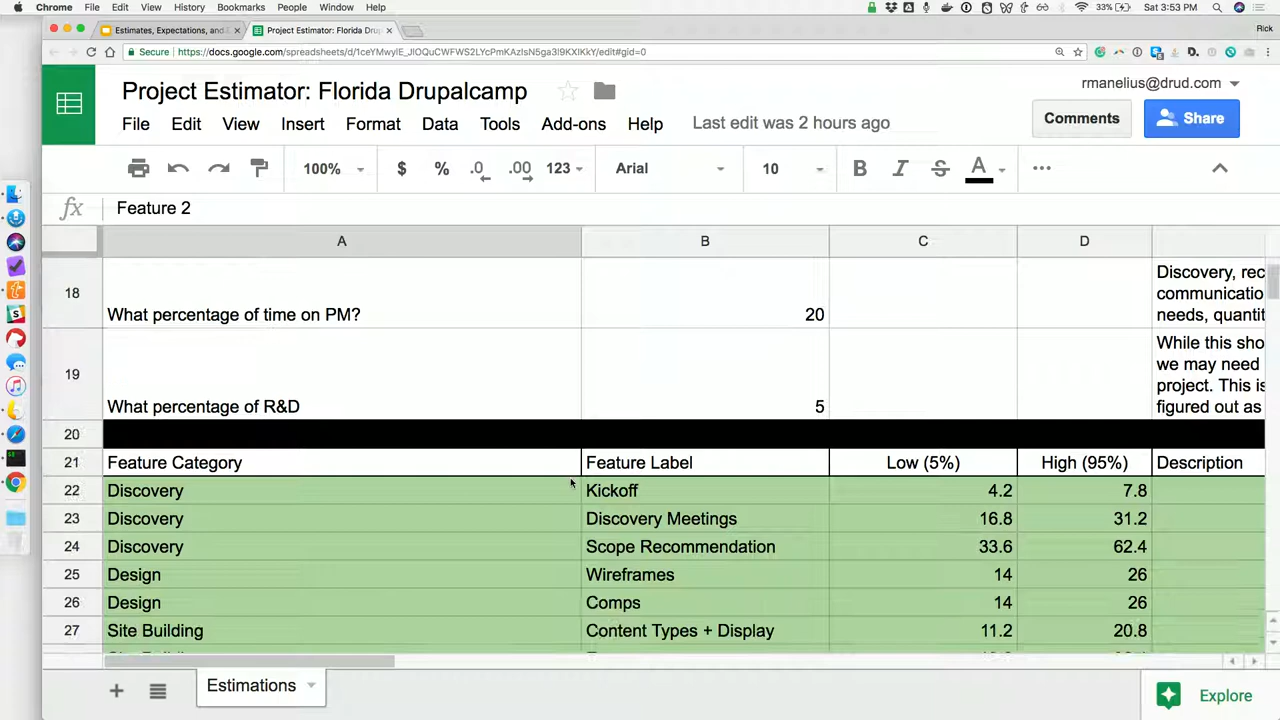 Chrome File Edit View History Bookmarks People Window Help 33% Sat 3:53 PM
Estimates, Expectations, and E
Project Estimator: Florida Drup
Rick
Secure https://docs.google.com/spreadsheets/d/
Project Estimator: Florida Drupalcamp
rmanelius@drud.com
File Edit View Insert Format Data Tools Add-ons Help Last edit was 2 hours ago
Comments
Share
100% $ % .0 .00 123 Arial 10 B I S A
fx Feature 2
A B C D
18 What percentage of time on PM? 20 Discovery, rec
communicatio
needs, quantit
19 What percentage of R&D 5 While this sho
we may need
project. This is
figured out as
20
21 Feature Category Feature Label Low (5%) High (95%) Description
22 Discovery Kickoff 4.2 7.8
23 Discovery Discovery Meetings 16.8 31.2
24 Discovery Scope Recommendation 33.6 62.4
25 Design Wireframes 14 26
26 Design Comps 14 26
27 Site Building Content Types + Display 11.2 20.8
Estimations
Explore